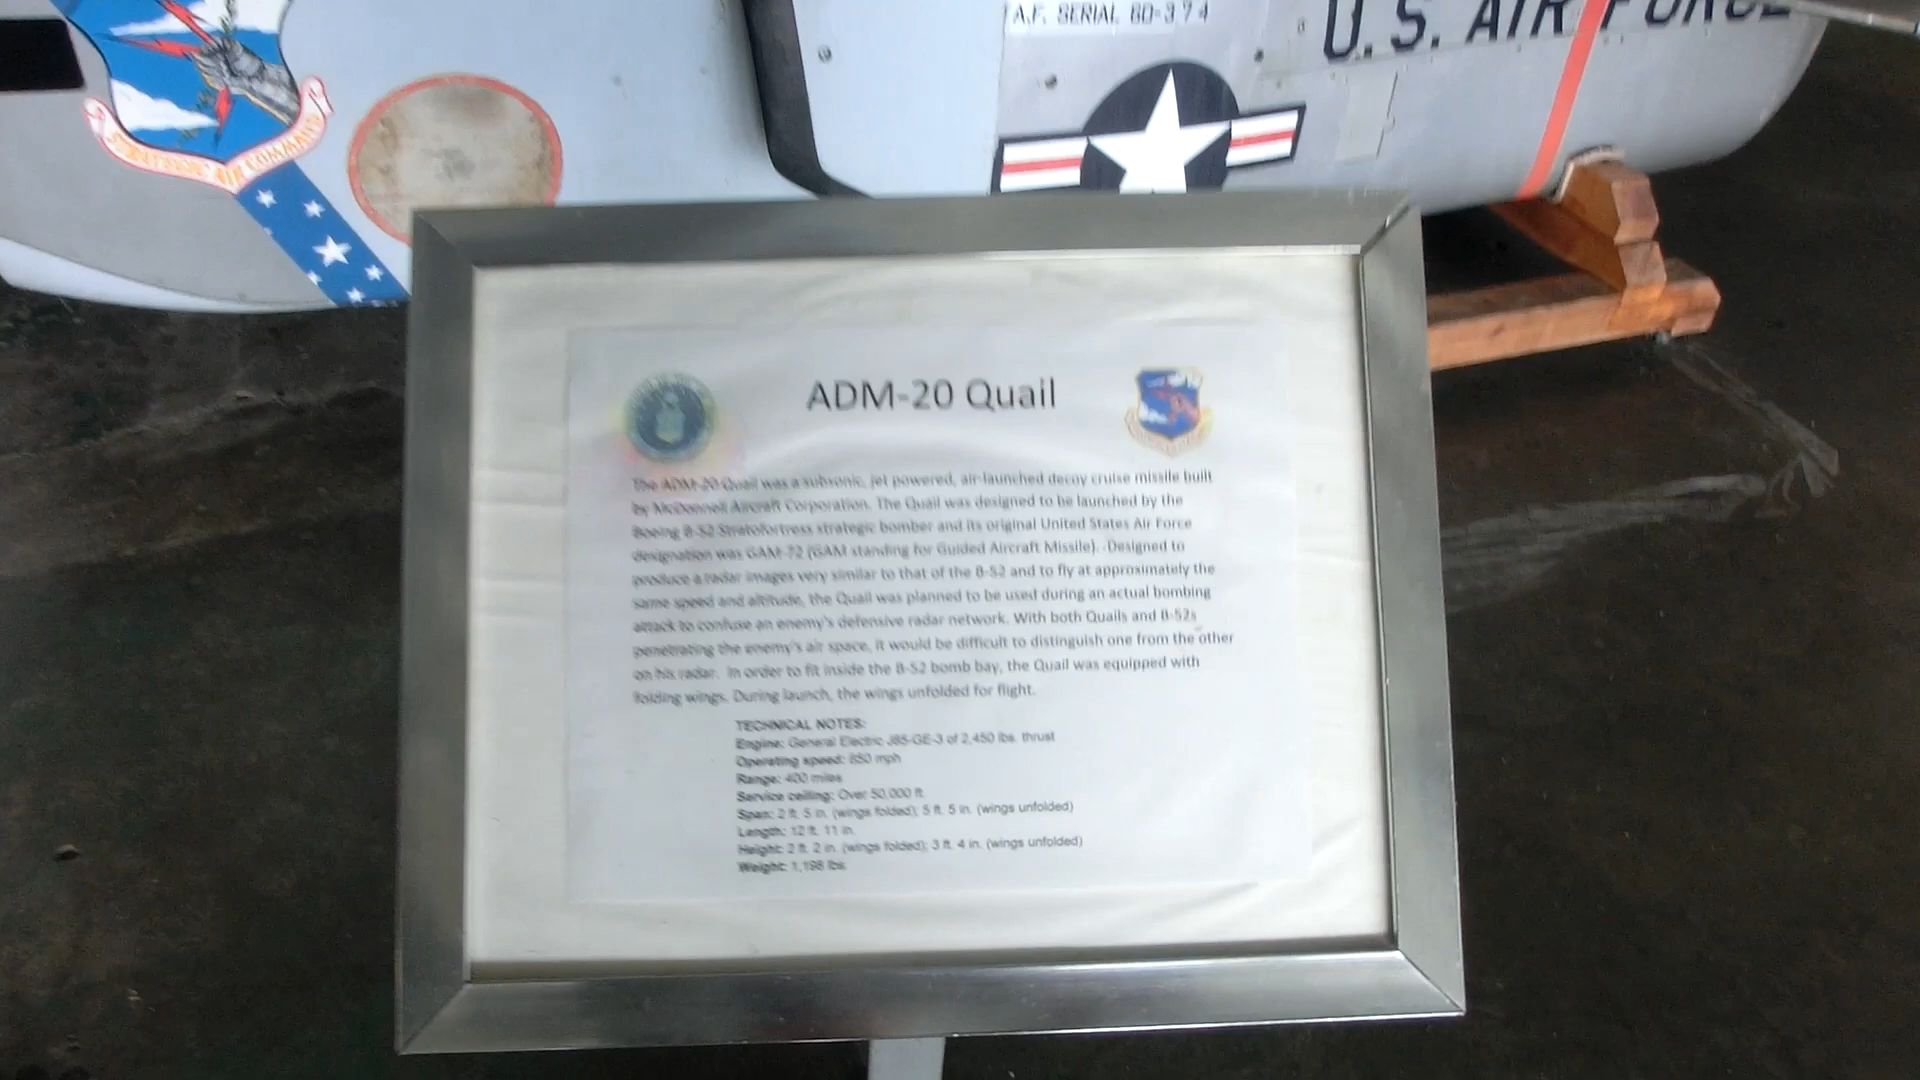 A.F. SERIAL 60-374
U.S. AIR FORCE
STRATEGIC AIR COMMAND
ADM-20 Quail
The ADM-20 Quail was a subsonic, jet powered, air-launched decoy cruise missile built
by McDonnell Aircraft Corporation. The Quail was designed to be launched by the
Boeing B-52 Stratofortress strategic bomber and its original United States Air Force
designation was GAM-72 (GAM standing for Guided Aircraft Missile). Designed to
produce a radar images very similar to that of the B-52 and to fly at approximately the
same speed and altitude, the Quail was planned to be used during an actual bombing
attack to confuse an enemy's defensive radar network. With both Quails and B-52s
penetrating the enemy's air space, it would be difficult to distinguish one from the other
on his radar. In order to fit inside the B-52 bomb bay, the Quail was equipped with
folding wings. During launch, the wings unfolded for flight.
TECHNICAL NOTES:
Engine: General Electric J85-GE-3 of 2,450 lbs. thrust
Operating speed: 650 mph
Range: 400 miles
Service ceiling: Over 50,000 ft.
Span: 2 ft. 5 in. (wings folded); 5 ft. 5 in. (wings unfolded)
Length: 12 ft. 11 in.
Height: 2 ft. 2 in. (wings folded); 3 ft. 4 in. (wings unfolded)
Weight: 1,198 lbs.